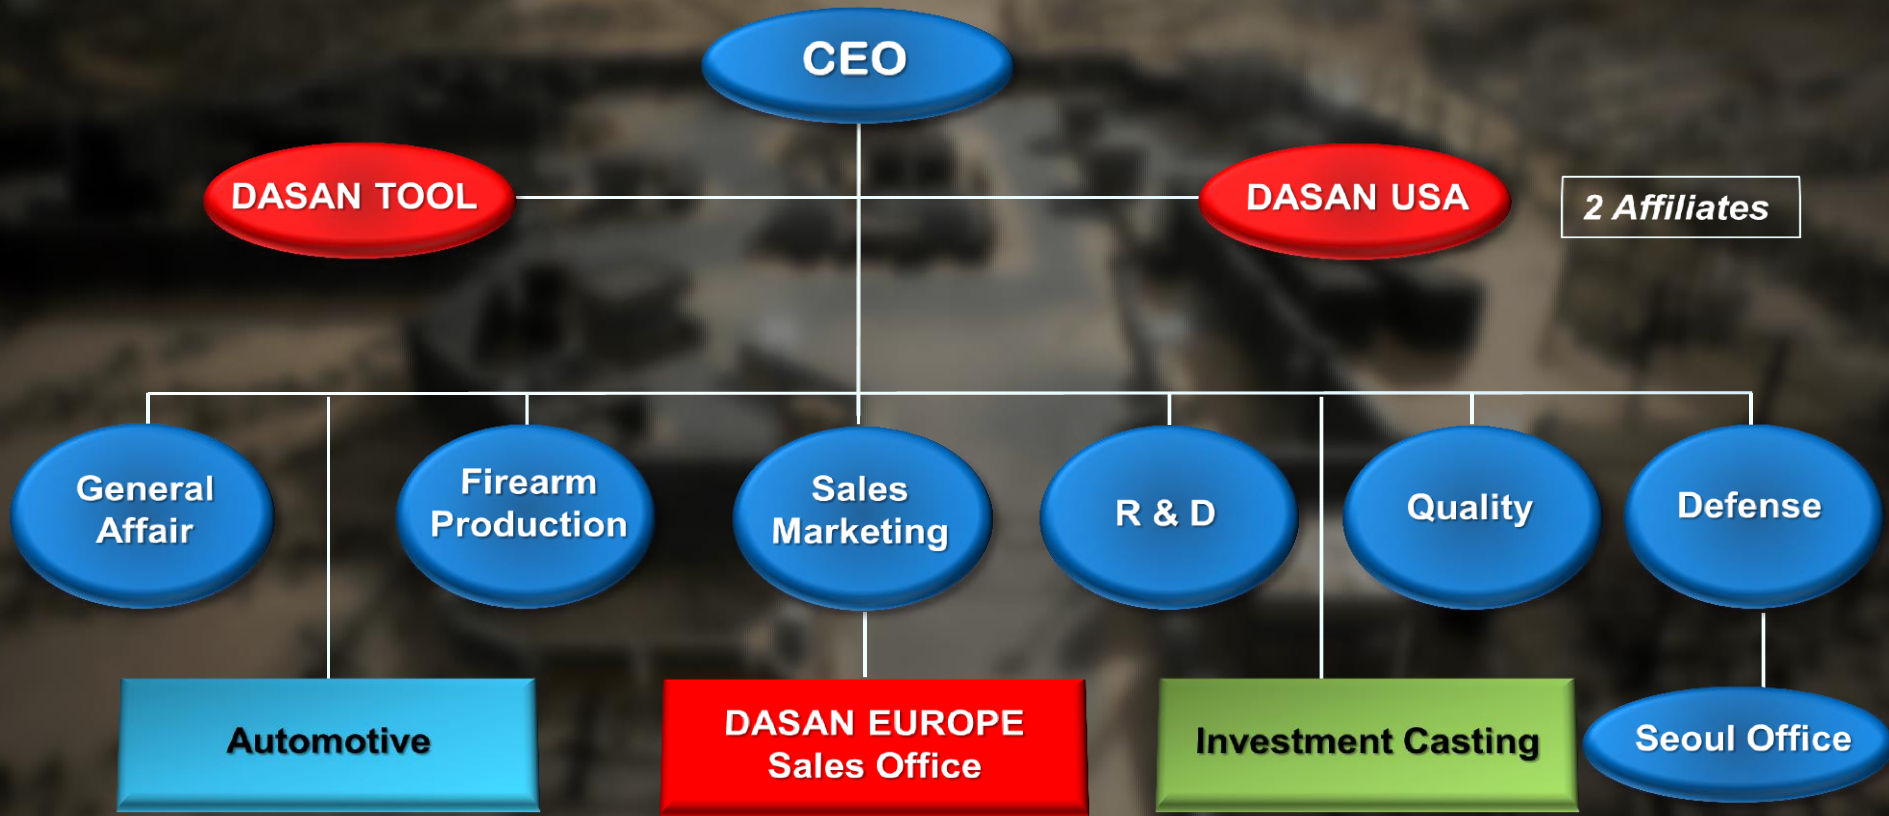 CEO
DASAN TOOL
DASAN USA
2 Affiliates
General
Affair
Firearm
Production
Sales
Marketing
R & D
Quality
Defense
Automotive
DASAN EUROPE
Sales Office
Investment Casting
Seoul Office